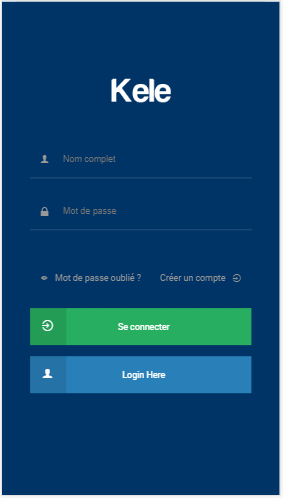 Kele
Nom complet
Mot de passe
Mot de passe oublié ? Créer un compte
Se connecter
Login Here